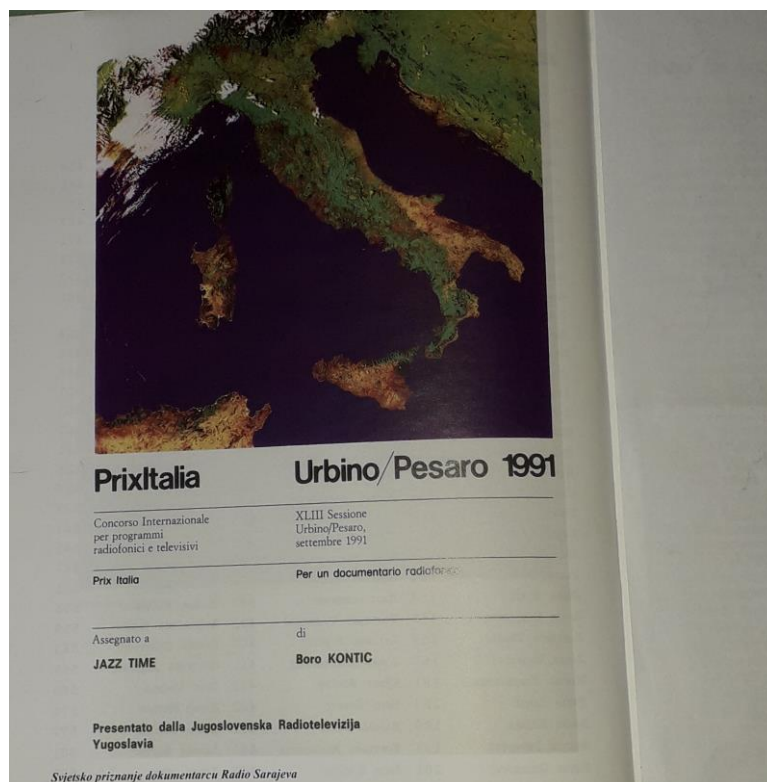 PrixItalia
Urbino/Pesaro 1991
Concorso Internazionale
per programmi
radiofonici e televisivi
XLIII Sessione
Urbino/Pesaro,
settembre 1991
Prix Italia
Per un documentario radiofonico
Assegnato a
di
JAZZ TIME
Boro KONTIC
Presentato dalla Jugoslovenska Radiotelevizija
Yugoslavia
Svjetsko priznanje dokumentarcu Radio Sarajeva